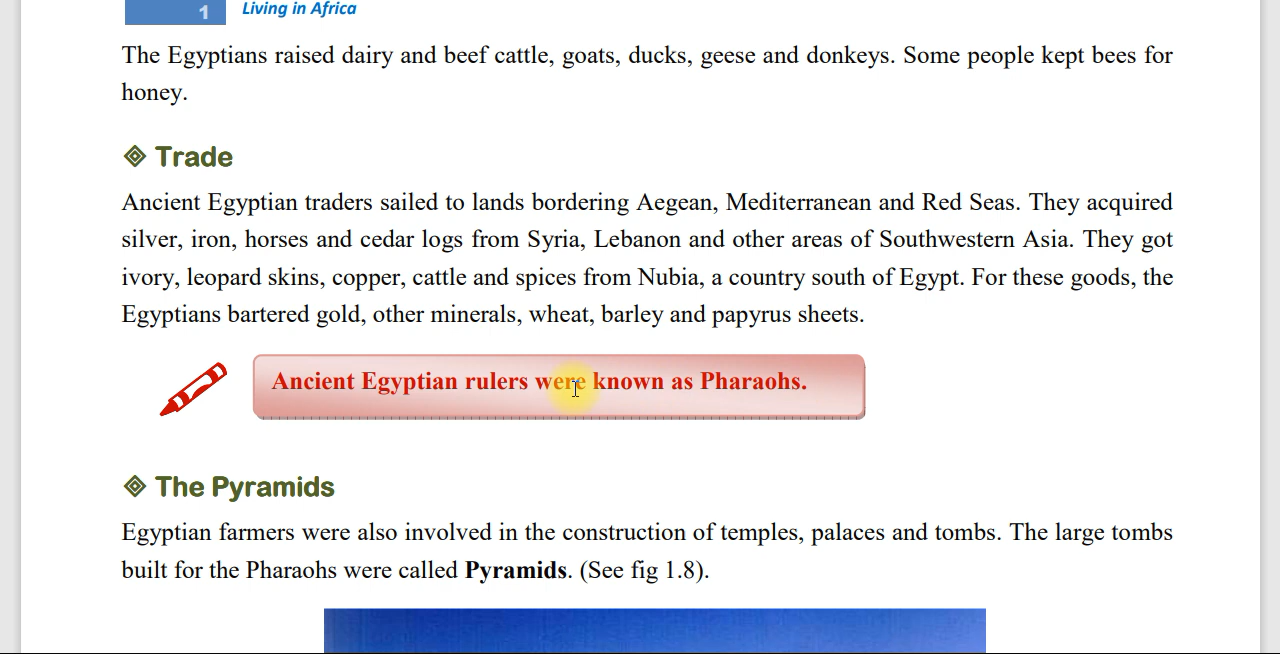 1 Living in Africa
The Egyptians raised dairy and beef cattle, goats, ducks, geese and donkeys. Some people kept bees for
honey.
Trade
Ancient Egyptian traders sailed to lands bordering Aegean, Mediterranean and Red Seas. They acquired
silver, iron, horses and cedar logs from Syria, Lebanon and other areas of Southwestern Asia. They got
ivory, leopard skins, copper, cattle and spices from Nubia, a country south of Egypt. For these goods, the
Egyptians bartered gold, other minerals, wheat, barley and papyrus sheets.
Ancient Egyptian rulers were known as Pharaohs.
The Pyramids
Egyptian farmers were also involved in the construction of temples, palaces and tombs. The large tombs
built for the Pharaohs were called Pyramids. (See fig 1.8).